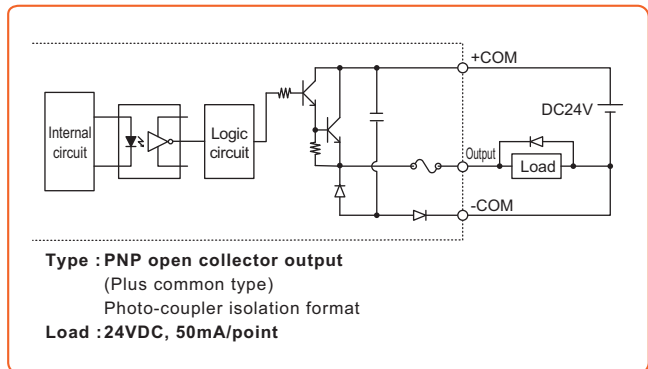 +COM
DC24V
Internal
circuit
Logic
circuit
Output
Load
-COM
Type : PNP open collector output
(Plus common type)
Photo-coupler isolation format
Load : 24VDC, 50mA/point